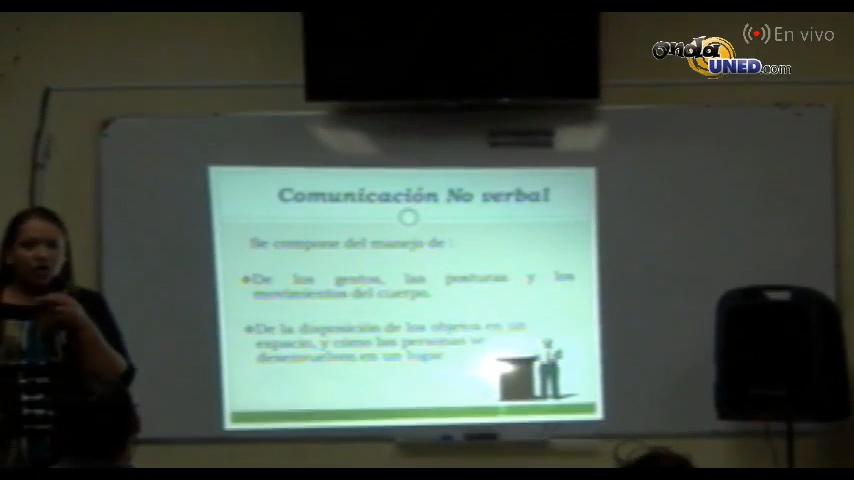 En vivo
onda
UNED.com
Comunicación No verbal
Se compone del manejo de :
De los gestos, las posturas y los
movimientos del cuerpo.
De la disposición de los objetos en un
espacio, y cómo las personas se
desenvuelven en un lugar